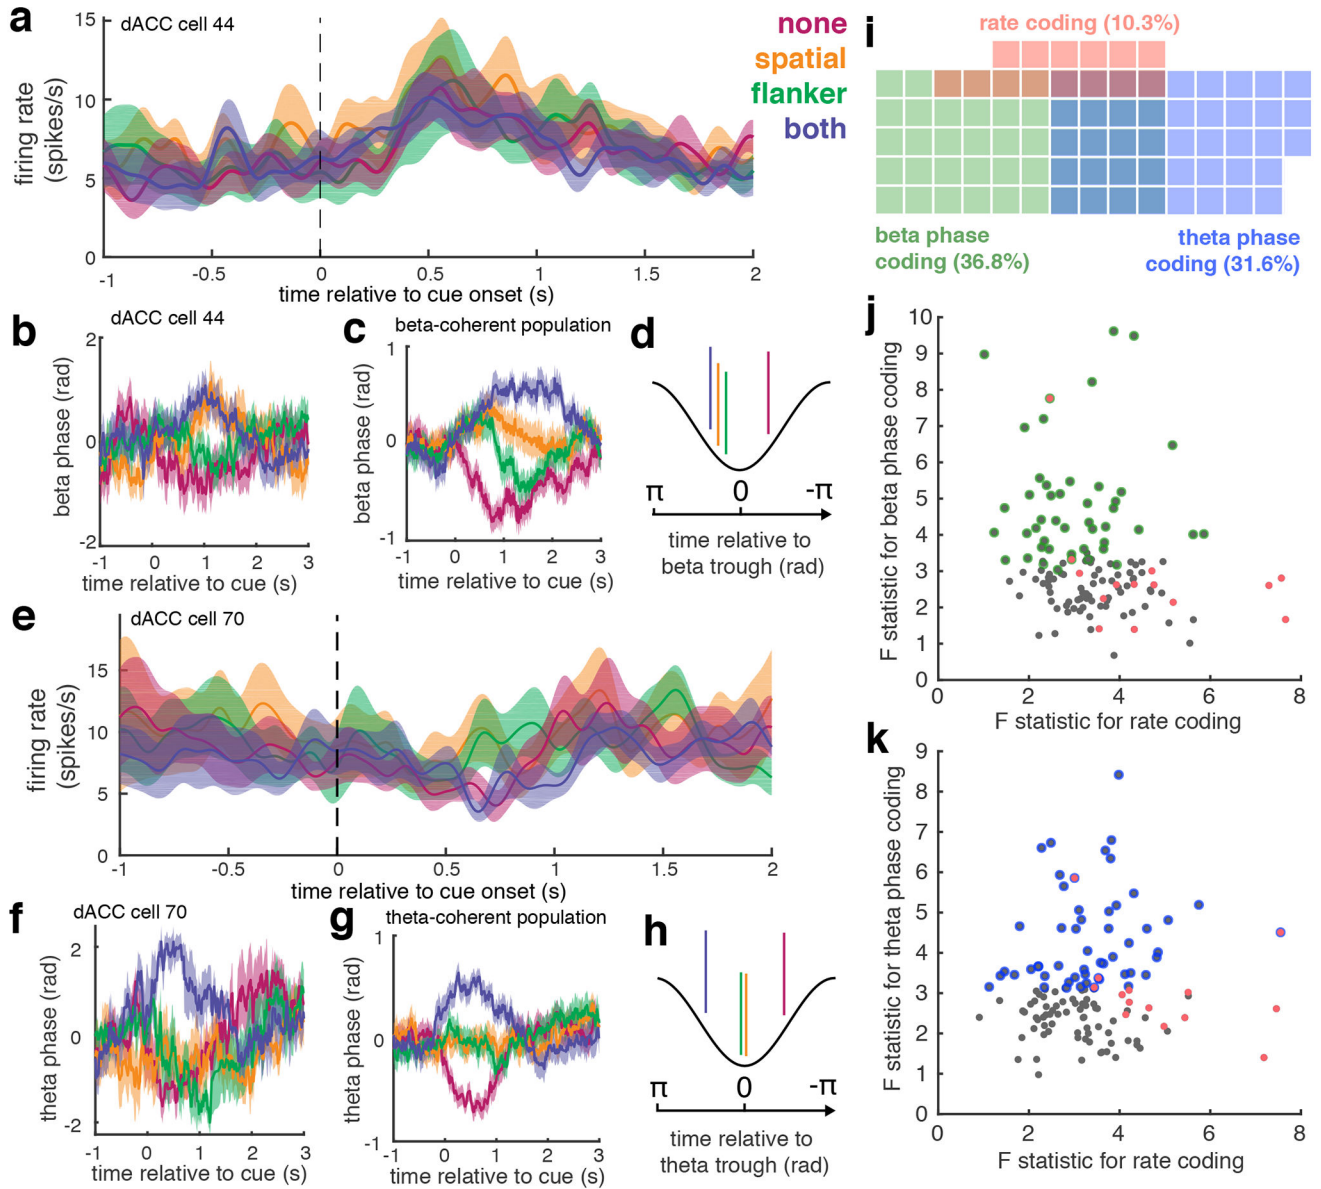 a
dACC cell 44
none
spatial
flanker
both
firing rate
(spikes/s)
15
10
5
0
-1
-0.5
0
0.5
1
1.5
2
time relative to cue onset (s)
b
dACC cell 44
beta phase (rad)
2
0
-2
-1
0
1
2
3
time relative to cue (s)
c
beta-coherent population
beta phase (rad)
1
0
-1
-1
0
1
2
3
time relative to cue (s)
d
π
0
-π
time relative to
beta trough (rad)
e
dACC cell 70
firing rate
(spikes/s)
15
10
5
0
-1
-0.5
0
0.5
1
1.5
2
time relative to cue onset (s)
f
dACC cell 70
theta phase (rad)
2
0
-2
-1
0
1
2
3
time relative to cue (s)
g
theta-coherent population
theta phase (rad)
1
0
-1
-1
0
1
2
3
time relative to cue (s)
h
π
0
-π
time relative to
theta trough (rad)
i
rate coding (10.3%)
beta phase
coding (36.8%)
theta phase
coding (31.6%)
j
F statistic for beta phase coding
10
9
8
7
6
5
4
3
2
1
0
0
2
4
6
8
F statistic for rate coding
k
F statistic for theta phase coding
9
8
7
6
5
4
3
2
1
0
0
2
4
6
8
F statistic for rate coding